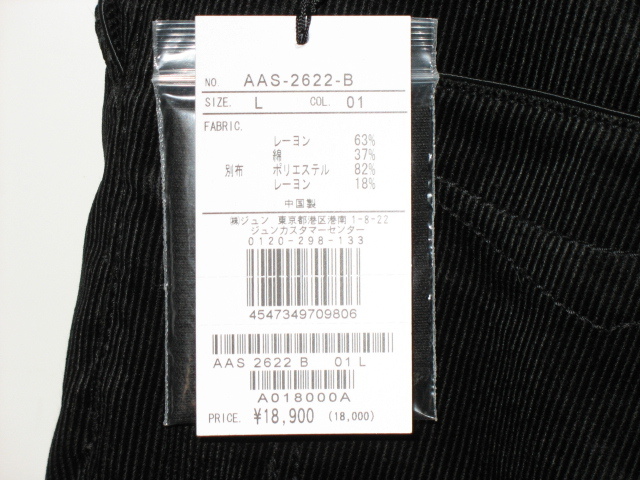 NO. AAS-2622-B
SIZE. L COL. 01
FABRIC.
レーヨン 63%
綿 37%
別布 ポリエステル 82%
レーヨン 18%
中国製
㈱ジュン 東京都港区港南 1-8-22
ジュンカスタマーセンター
0120-298-133
4547349709806
AAS 2622 B 01 L
A018000A
PRICE. ¥18,900 (18,000)